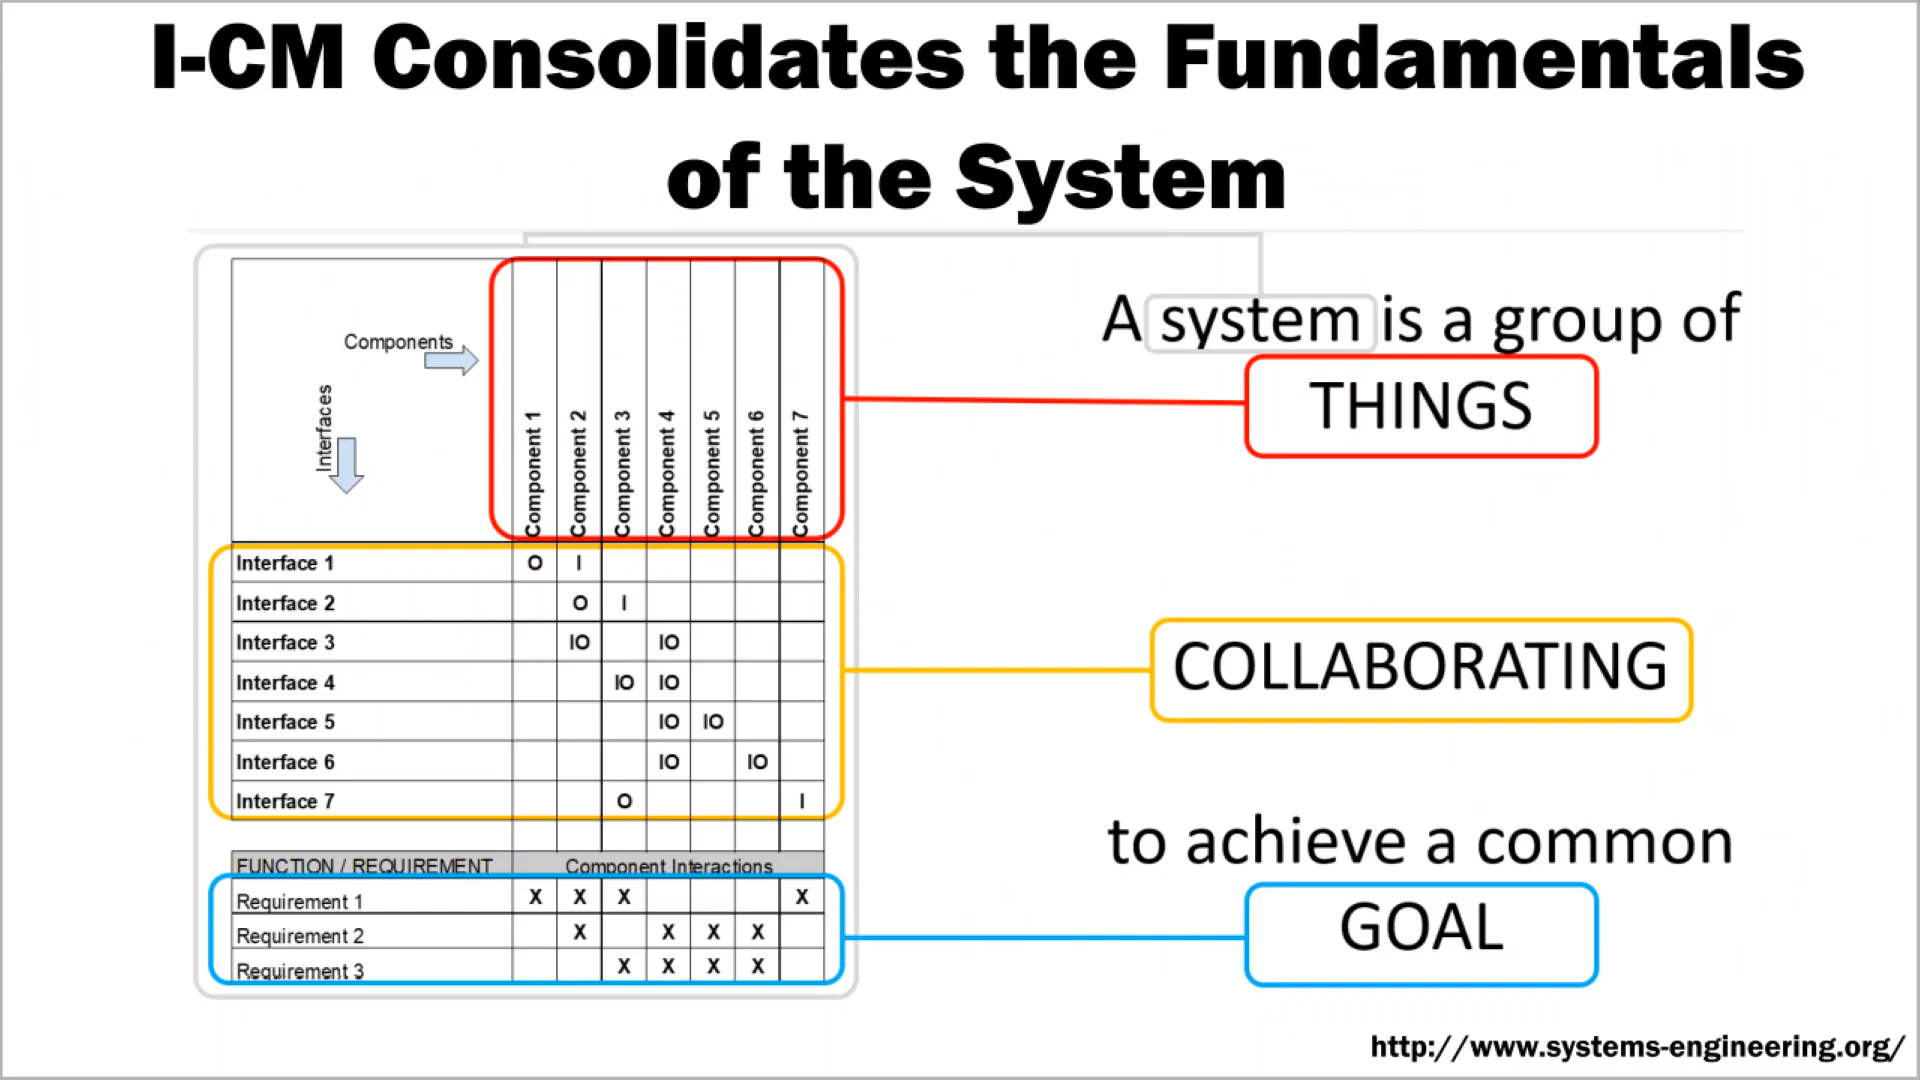 I-CM Consolidates the Fundamentals
of the System
Components
Interfaces
Component 1
Component 2
Component 3
Component 4
Component 5
Component 6
Component 7
Interface 1 O I
Interface 2 O I
Interface 3 IO IO
Interface 4 IO IO
Interface 5 IO IO
Interface 6 IO IO
Interface 7 O I
FUNCTION / REQUIREMENT Component Interactions
Requirement 1 X X X X
Requirement 2 X X X X
Requirement 3 X X X X
A system is a group of
THINGS
COLLABORATING
to achieve a common
GOAL
http://www.systems-engineering.org/